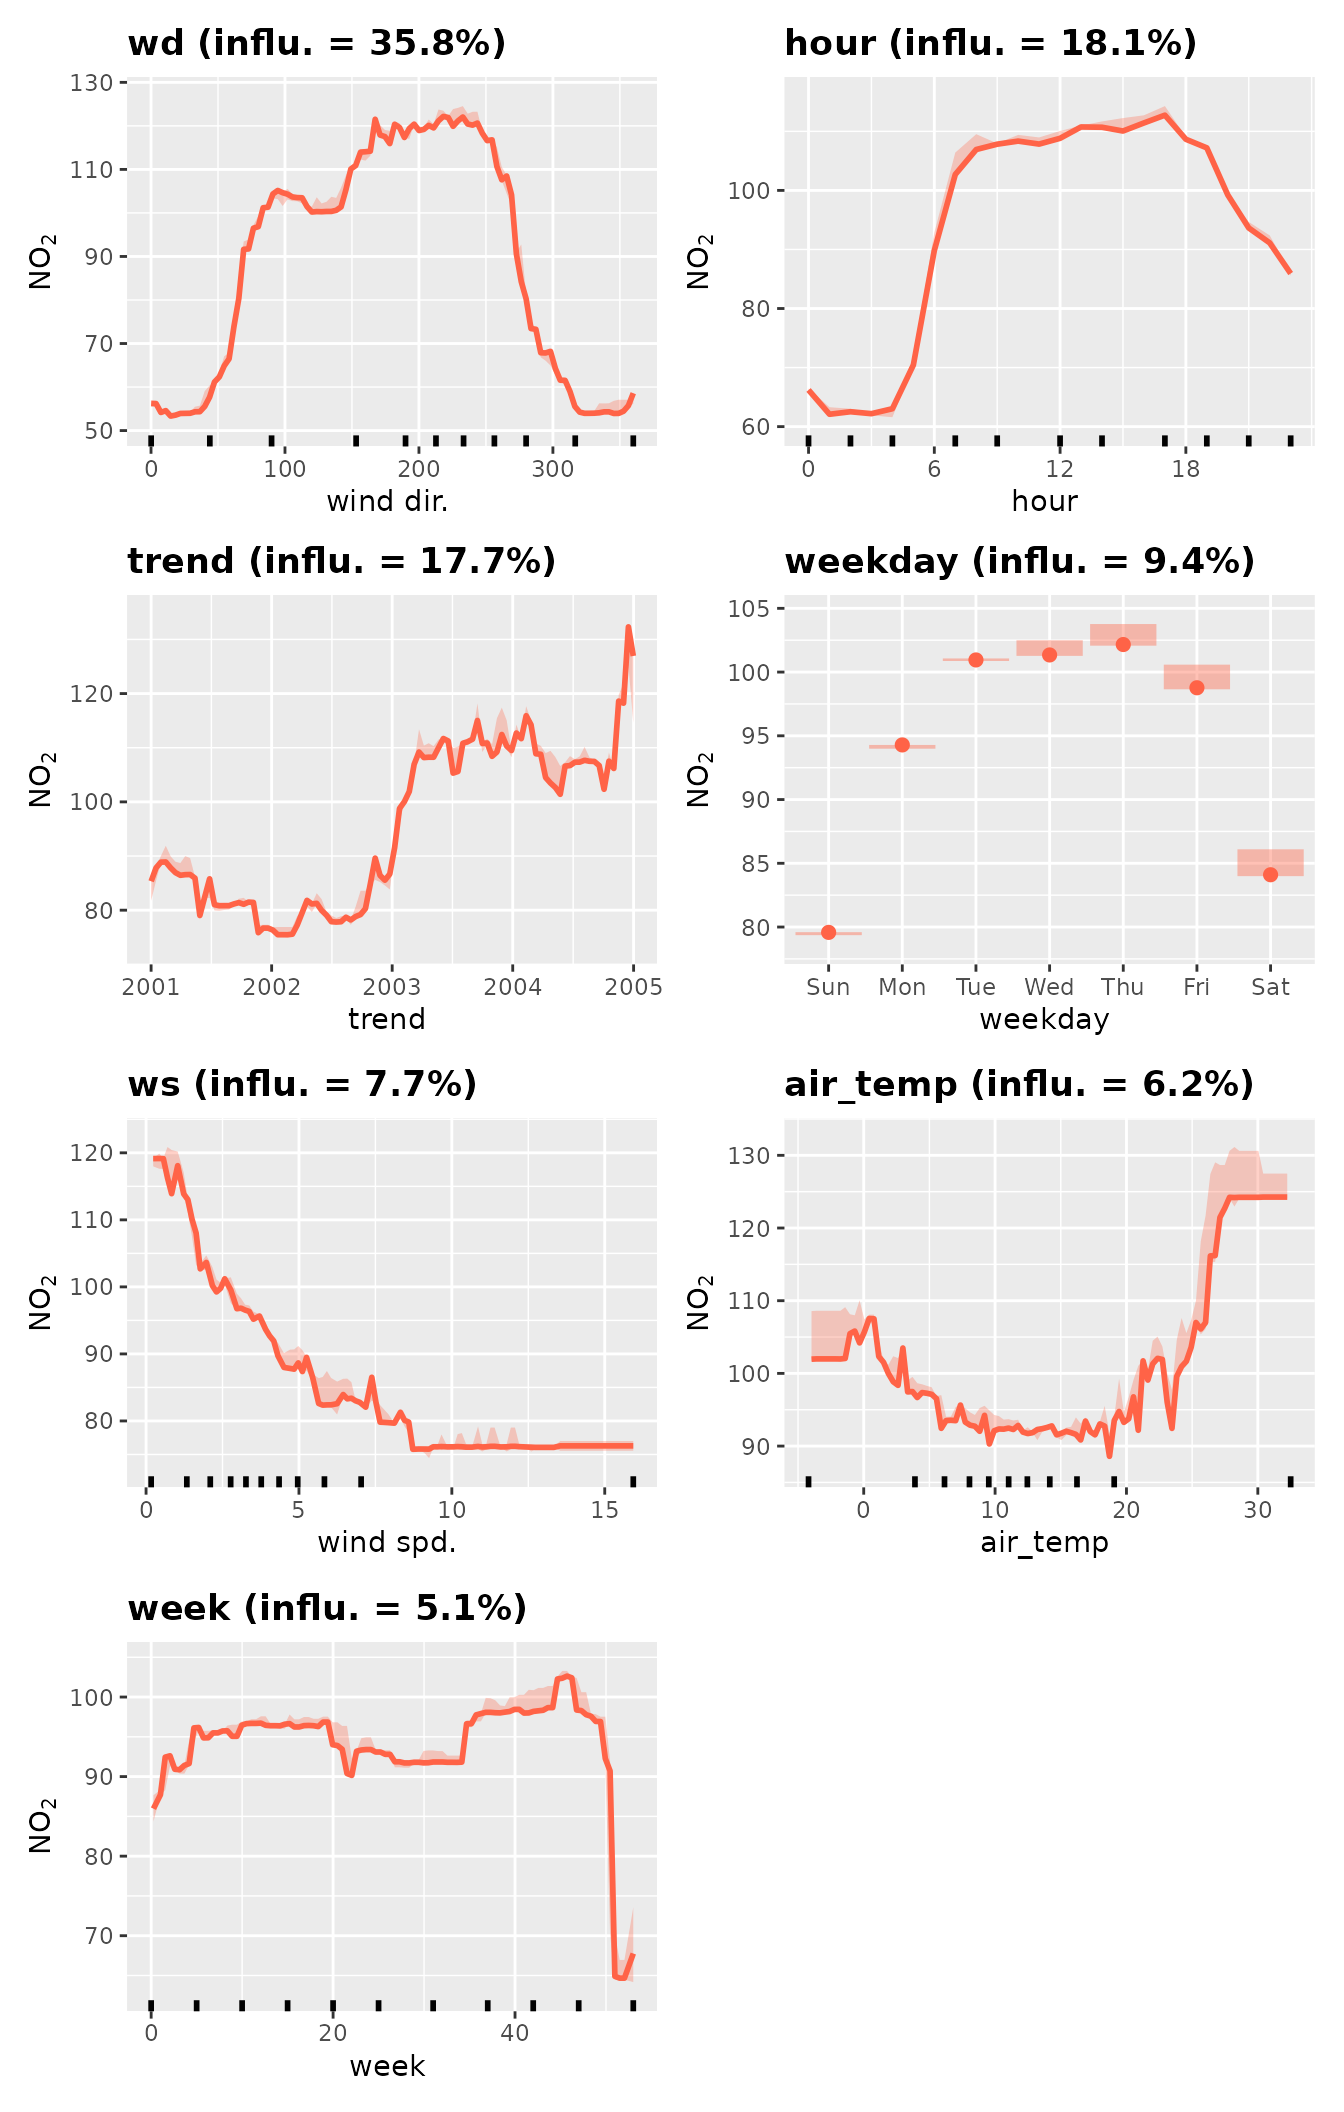 wd (influ. = 35.8%)
130
110
90
70
50
NO2
0 100 200 300
wind dir.
hour (influ. = 18.1%)
100
80
60
NO2
0 6 12 18
hour
trend (influ. = 17.7%)
120
100
80
NO2
2001 2002 2003 2004 2005
trend
weekday (influ. = 9.4%)
105
100
95
90
85
80
NO2
Sun Mon Tue Wed Thu Fri Sat
weekday
ws (influ. = 7.7%)
120
110
100
90
80
NO2
0 5 10 15
wind spd.
air_temp (influ. = 6.2%)
130
120
110
100
90
NO2
0 10 20 30
air_temp
week (influ. = 5.1%)
100
90
80
70
NO2
0 20 40
week